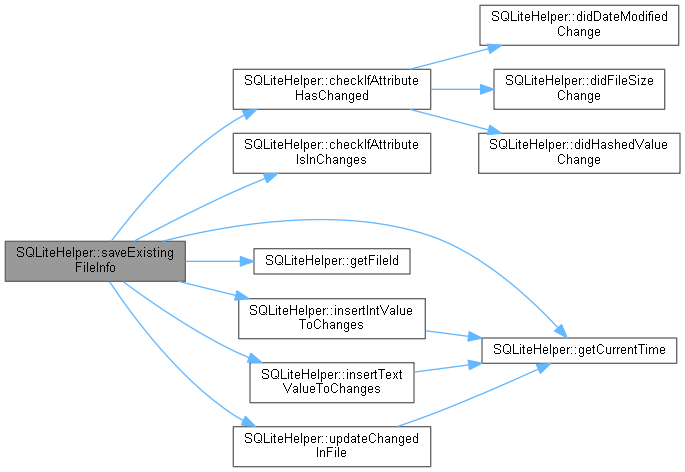 SQLiteHelper::didDateModified
Change
SQLiteHelper::checkIfAttribute
HasChanged
SQLiteHelper::didFileSize
Change
SQLiteHelper::checkIfAttribute
IsInChanges
SQLiteHelper::didHashedValue
Change
SQLiteHelper::saveExisting
FileInfo
SQLiteHelper::getFileId
SQLiteHelper::insertIntValue
ToChanges
SQLiteHelper::getCurrentTime
SQLiteHelper::insertText
ValueToChanges
SQLiteHelper::updateChanged
InFile